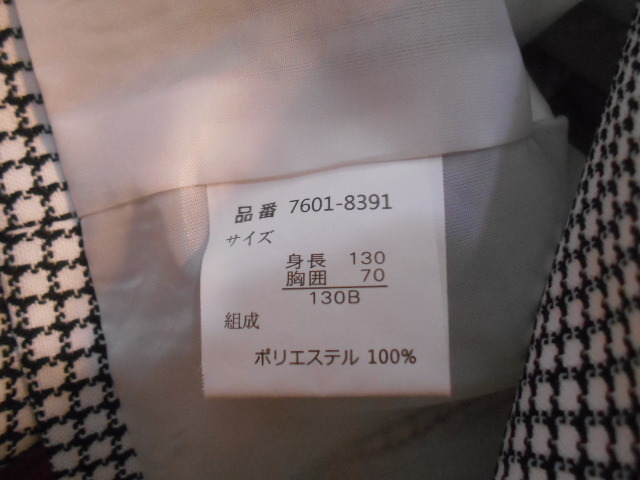 品番 7601-8391
サイズ
身長 130
胸囲 70
130B
組成
ポリエステル 100%